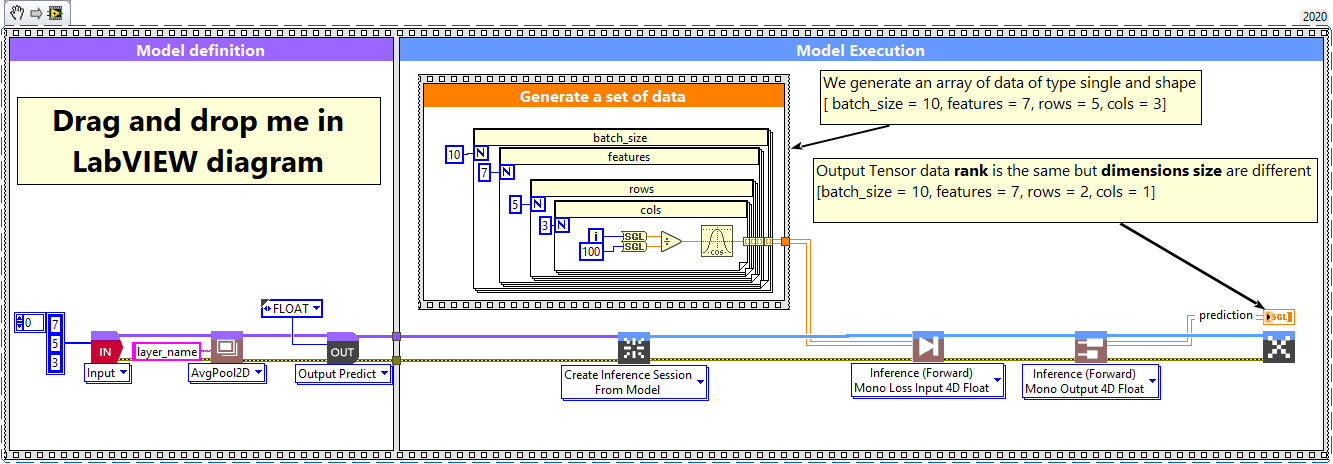 2020
Model definition
Model Execution
Drag and drop me in
LabVIEW diagram
Generate a set of data
batch_size
10
N
features
7
N
rows
5
N
cols
3
N
i
100
SGL
SGL
÷
cos
We generate an array of data of type single and shape
[ batch_size = 10, features = 7, rows = 5, cols = 3]
Output Tensor data rank is the same but dimensions size are different
[batch_size = 10, features = 7, rows = 2, cols = 1]
0
7
5
3
IN
Input
layer_name
AvgPool2D
FLOAT
OUT
Output Predict
Create Inference Session
From Model
Inference (Forward)
Mono Loss Input 4D Float
Inference (Forward)
Mono Output 4D Float
prediction
SGL